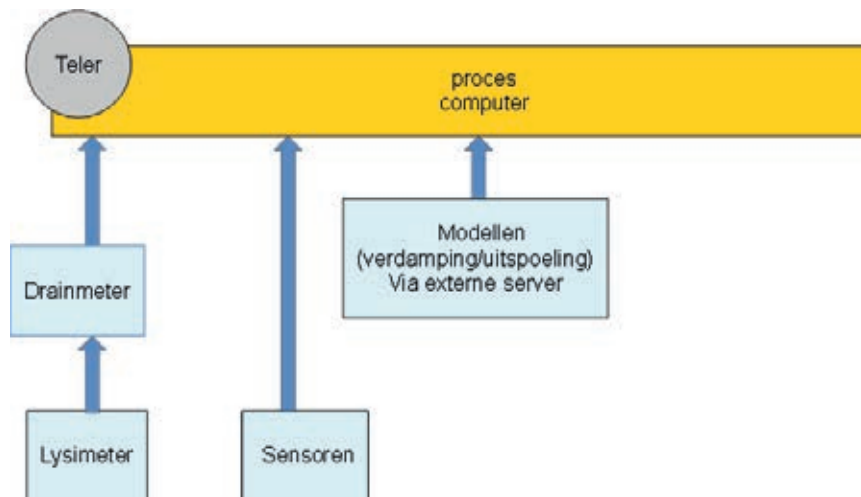 Teler
proces
computer
Modellen
(verdamping/uitspoeling)
Via externe server
Drainmeter
Lysimeter
Sensoren